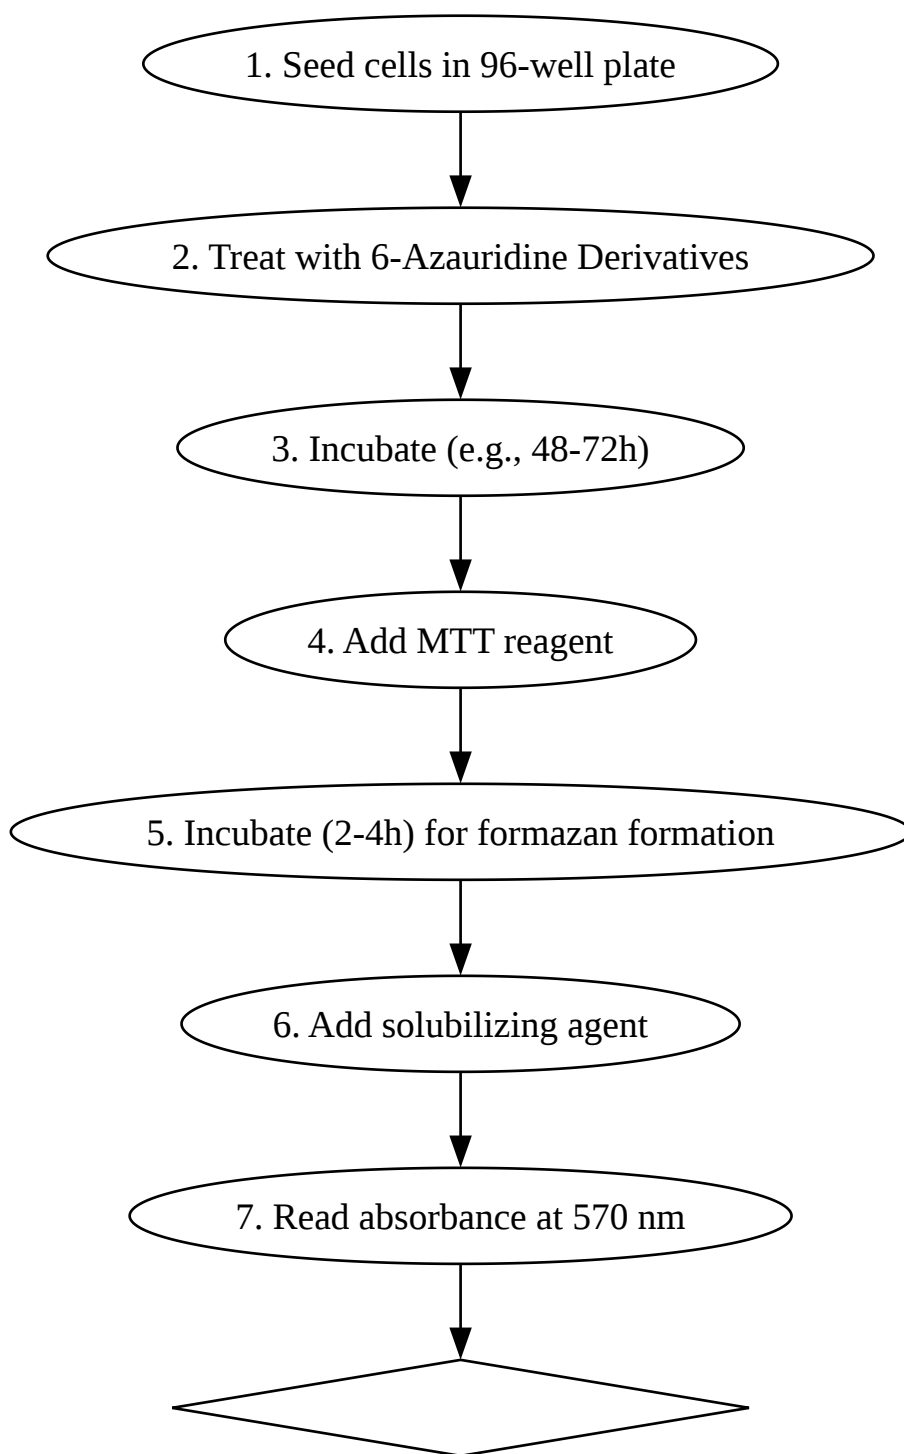 1. Seed cells in 96-well plate
2. Treat with 6-Azauridine Derivatives
3. Incubate (e.g., 48-72h)
4. Add MTT reagent
5. Incubate (2-4h) for formazan formation
6. Add solubilizing agent
7. Read absorbance at 570 nm